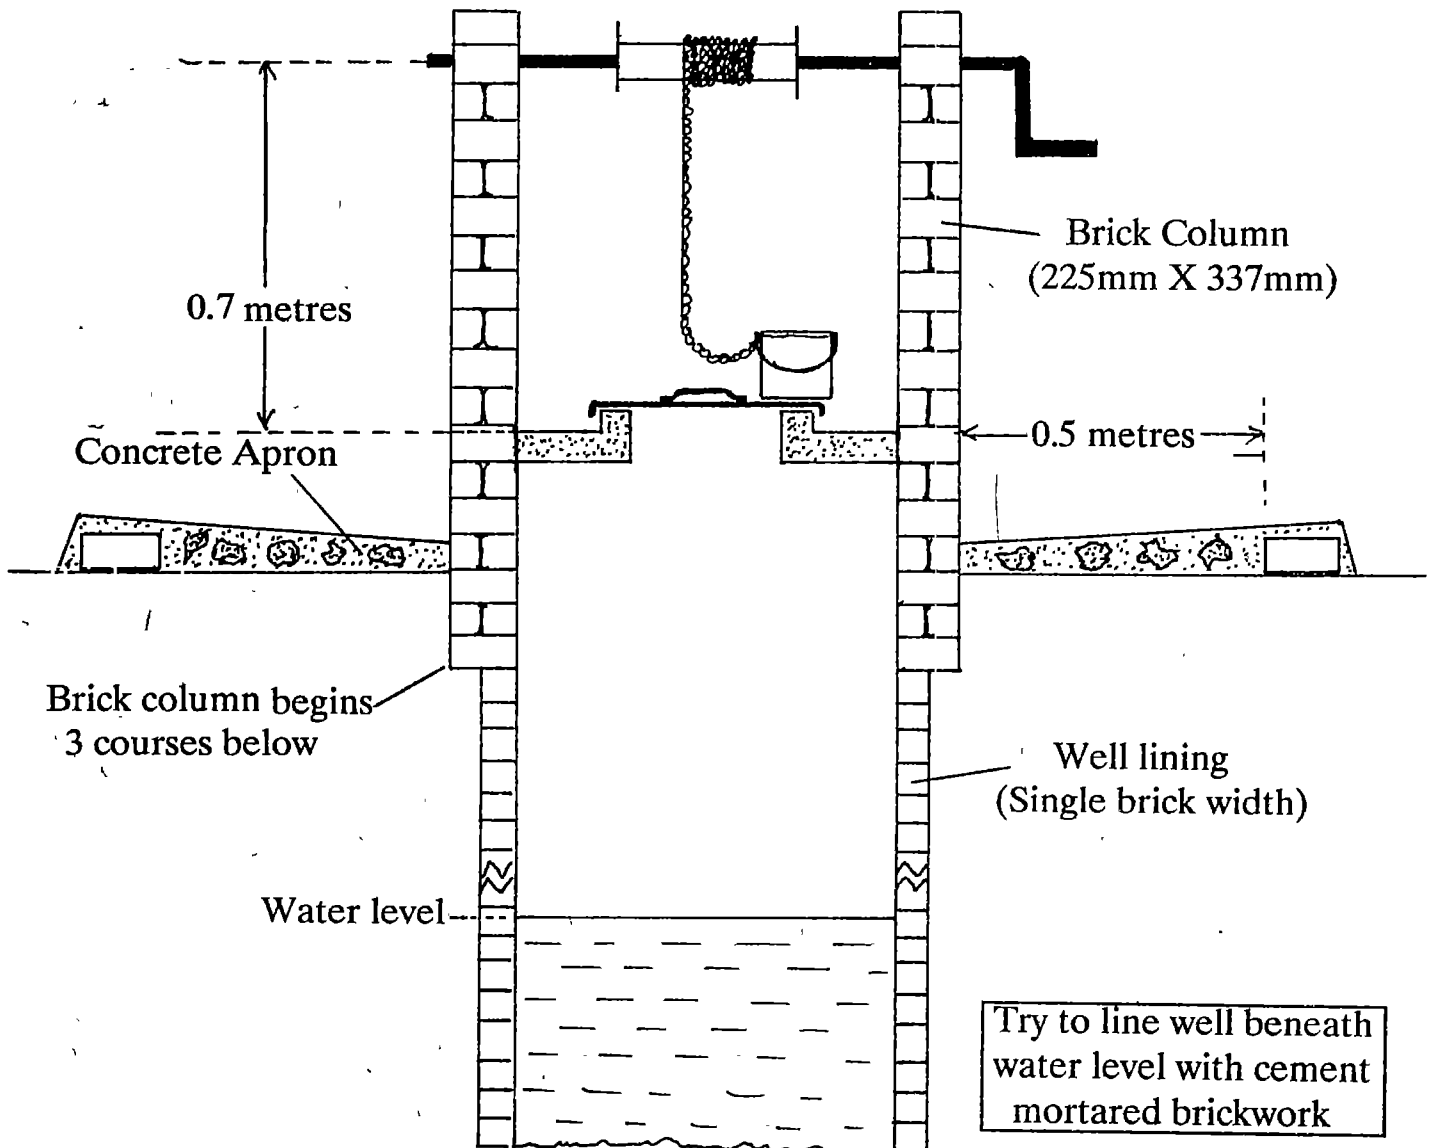 Brick Column
(225mm X 337mm)
0.7 metres
0.5 metres
Concrete Apron
Brick column begins
3 courses below
Well lining
(Single brick width)
Water level
Try to line well beneath
water level with cement
mortared brickwork